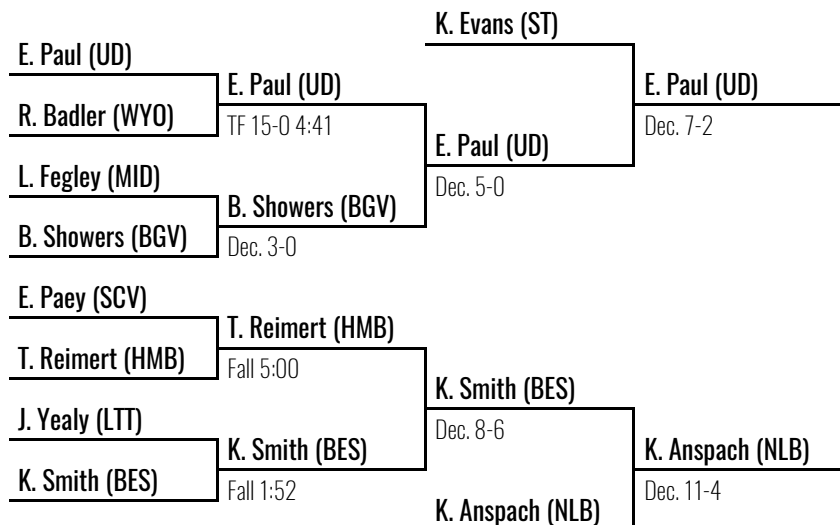 K. Evans (ST)
E. Paul (UD)
E. Paul (UD)
E. Paul (UD)
R. Badler (WYO)
TF 15-0 4:41
Dec. 7-2
E. Paul (UD)
L. Fegley (MID)
Dec. 5-0
B. Showers (BGV)
B. Showers (BGV)
Dec. 3-0
E. Paey (SCV)
T. Reimert (HMB)
T. Reimert (HMB)
Fall 5:00
K. Smith (BES)
J. Yealy (LTT)
Dec. 8-6
K. Smith (BES)
K. Anspach (NLB)
K. Smith (BES)
Fall 1:52
Dec. 11-4
K. Anspach (NLB)